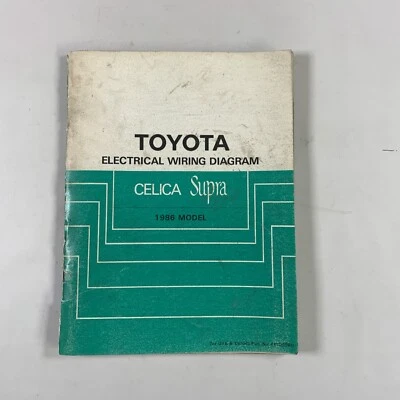 TOYOTA
ELECTRICAL WIRING DIAGRAM
CELICA Supra
1986 MODEL